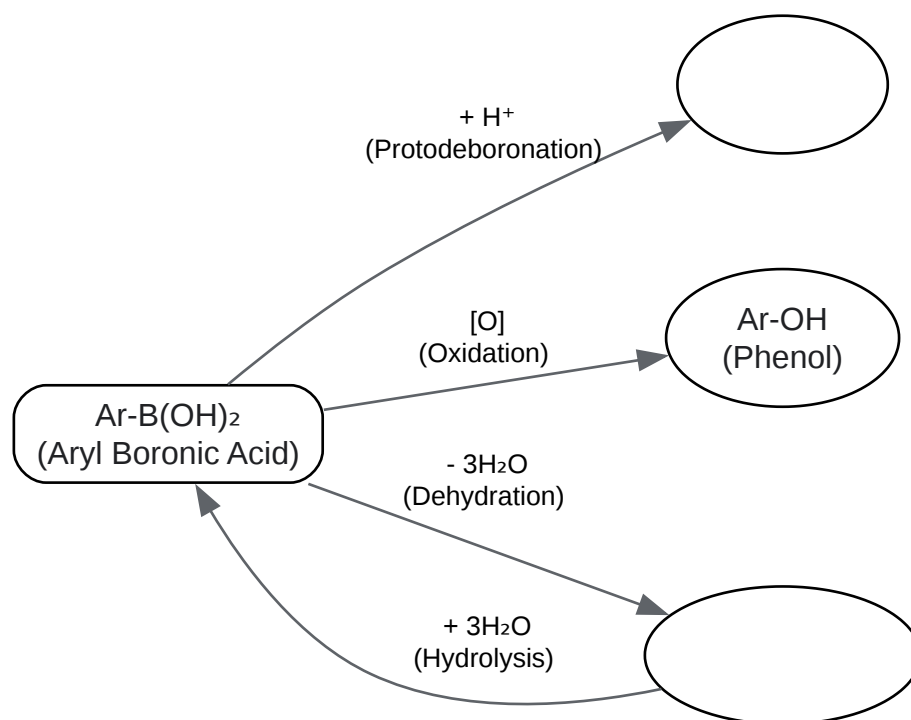 + H⁺
(Protodeboronation)
[O]
(Oxidation)
Ar-OH
(Phenol)
Ar-B(OH)₂
(Aryl Boronic Acid)
- 3H₂O
(Dehydration)
+ 3H₂O
(Hydrolysis)